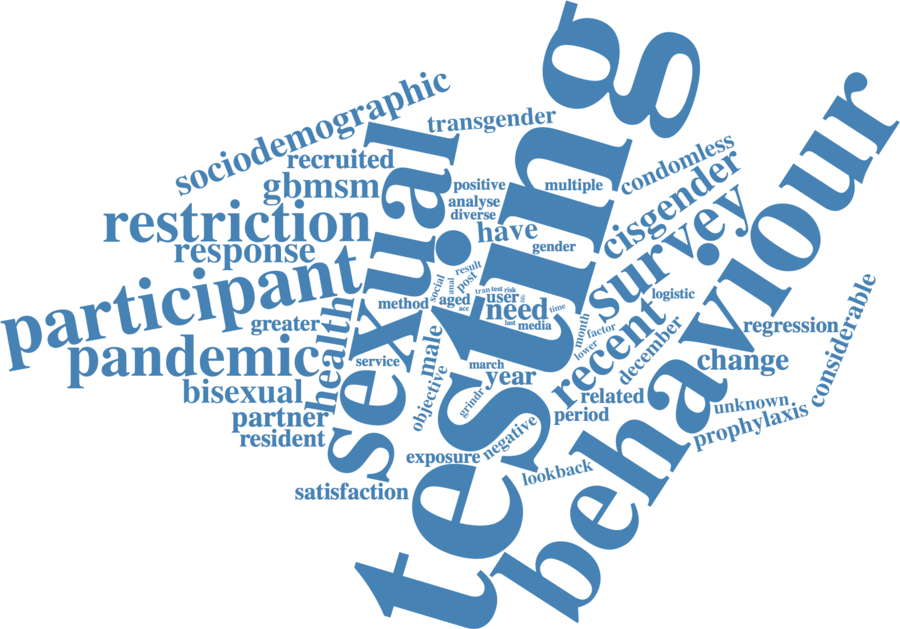 sociodemographic
transgender
recruited
gbmsm
sexual
testing
positive
analyse
diverse
multiple
condomless
cisgender
restriction
response
have
gender
survey
behaviour
participant
social
anal
result
post
tran
test
risk
method
aged
acc
user
life
need
time
last
media
logistic
month
factor
lower
recent
december
greater
health
pandemic
service
male
march
year
objective
grindr
regression
considerable
change
related
period
bisexual
partner
resident
unknown
prophylaxis
exposure
negative
lookback
satisfaction